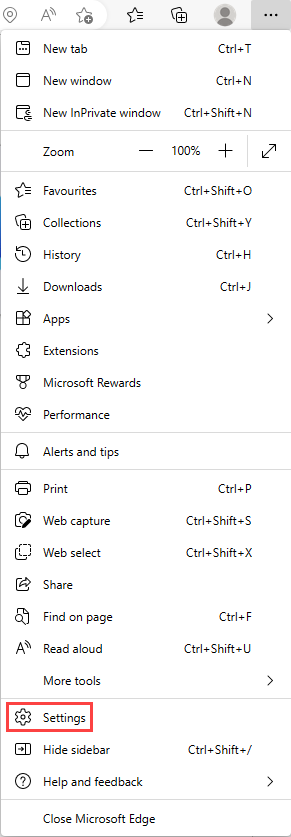 New tab Ctrl+T
New window Ctrl+N
New InPrivate window Ctrl+Shift+N
Zoom — 100% +
Favourites Ctrl+Shift+O
Collections Ctrl+Shift+Y
History Ctrl+H
Downloads Ctrl+J
Apps
Extensions
Microsoft Rewards
Performance
Alerts and tips
Print Ctrl+P
Web capture Ctrl+Shift+S
Web select Ctrl+Shift+X
Share
Find on page Ctrl+F
Read aloud Ctrl+Shift+U
More tools
Settings
Hide sidebar Ctrl+Shift+/
Help and feedback
Close Microsoft Edge